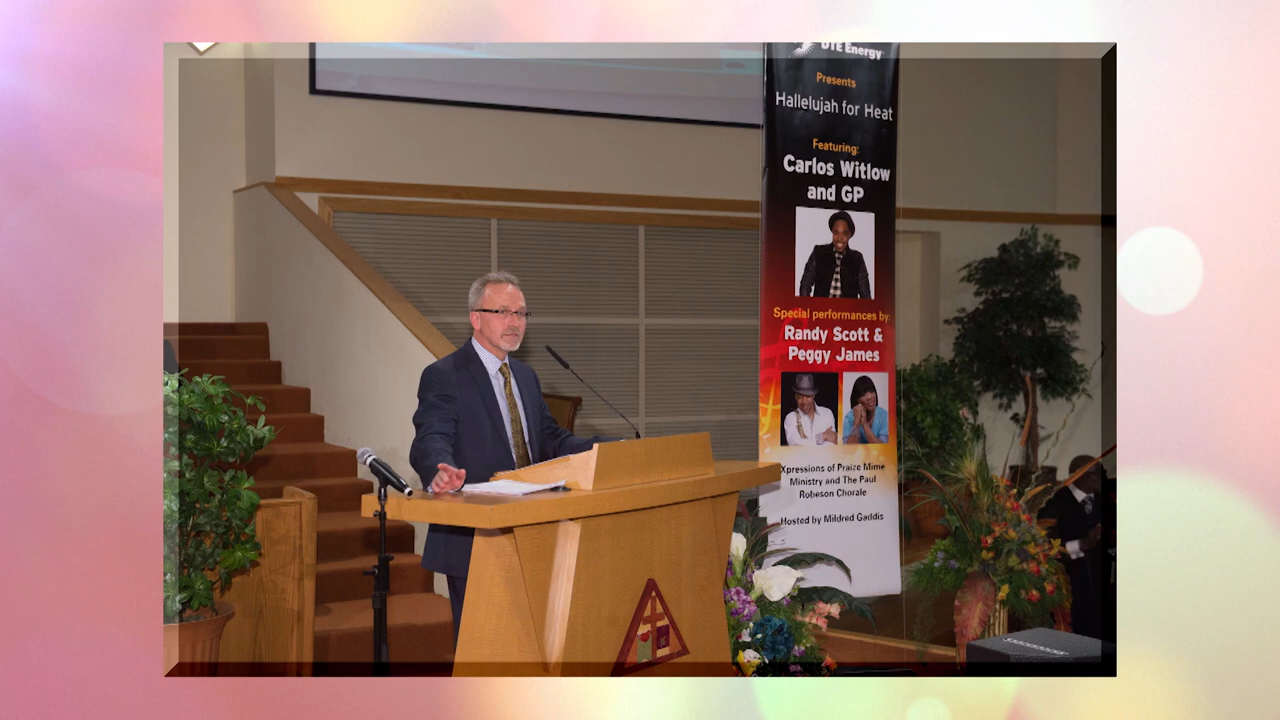 DTE Energy
Presents
Hallelujah for Heat
Featuring:
Carlos Witlow
and GP
Special performances by:
Randy Scott &
Peggy James
Xpressions of Praize Mime
Ministry and The Paul
Robeson Chorale
Hosted by Mildred Gaddis